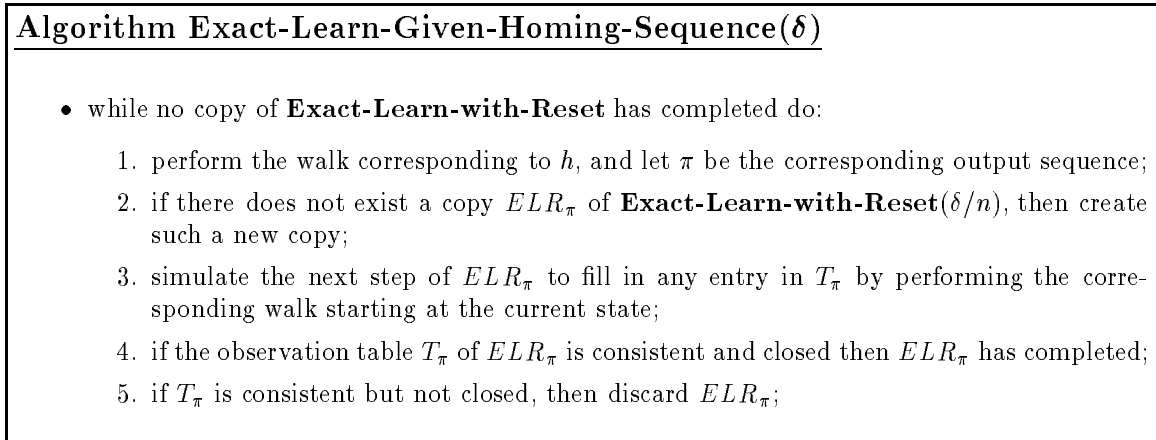 Algorithm Exact-Learn-Given-Homing-Sequence(δ)
• while no copy of Exact-Learn-with-Reset has completed do:
1. perform the walk corresponding to h, and let π be the corresponding output sequence;
2. if there does not exist a copy ELR_π of Exact-Learn-with-Reset(δ/n), then create
such a new copy;
3. simulate the next step of ELR_π to fill in any entry in T_π by performing the corre-
sponding walk starting at the current state;
4. if the observation table T_π of ELR_π is consistent and closed then ELR_π has completed;
5. if T_π is consistent but not closed, then discard ELR_π;